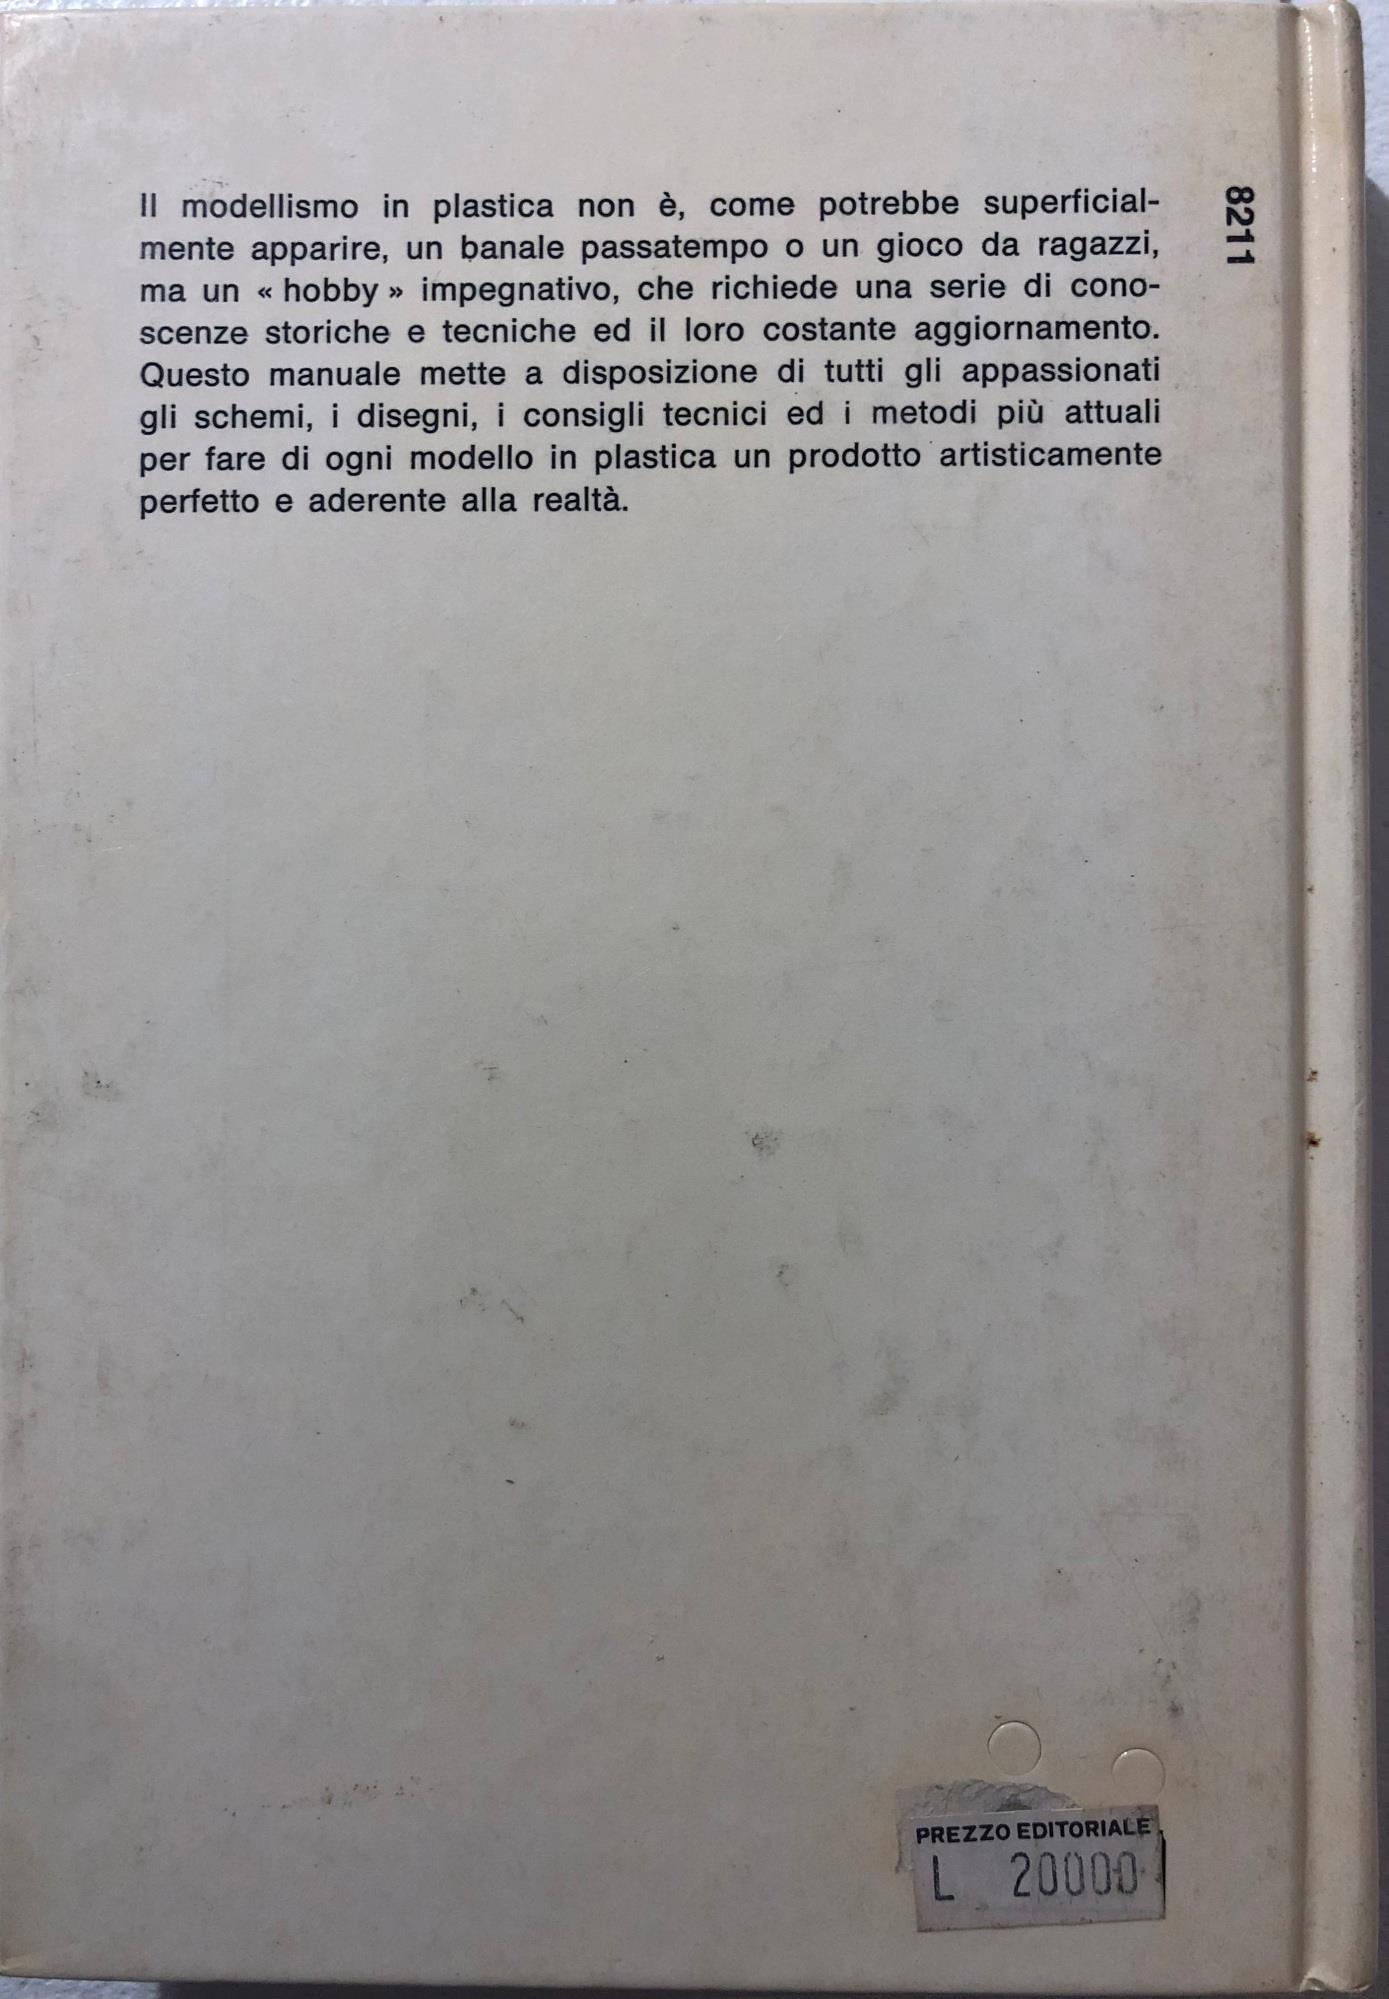 Il modellismo in plastica non è, come potrebbe superficial-
mente apparire, un banale passatempo o un gioco da ragazzi,
ma un « hobby » impegnativo, che richiede una serie di cono-
scenze storiche e tecniche ed il loro costante aggiornamento.
Questo manuale mette a disposizione di tutti gli appassionati
gli schemi, i disegni, i consigli tecnici ed i metodi più attuali
per fare di ogni modello in plastica un prodotto artisticamente
perfetto e aderente alla realtà.
8211
PREZZO EDITORIALE
L 20000